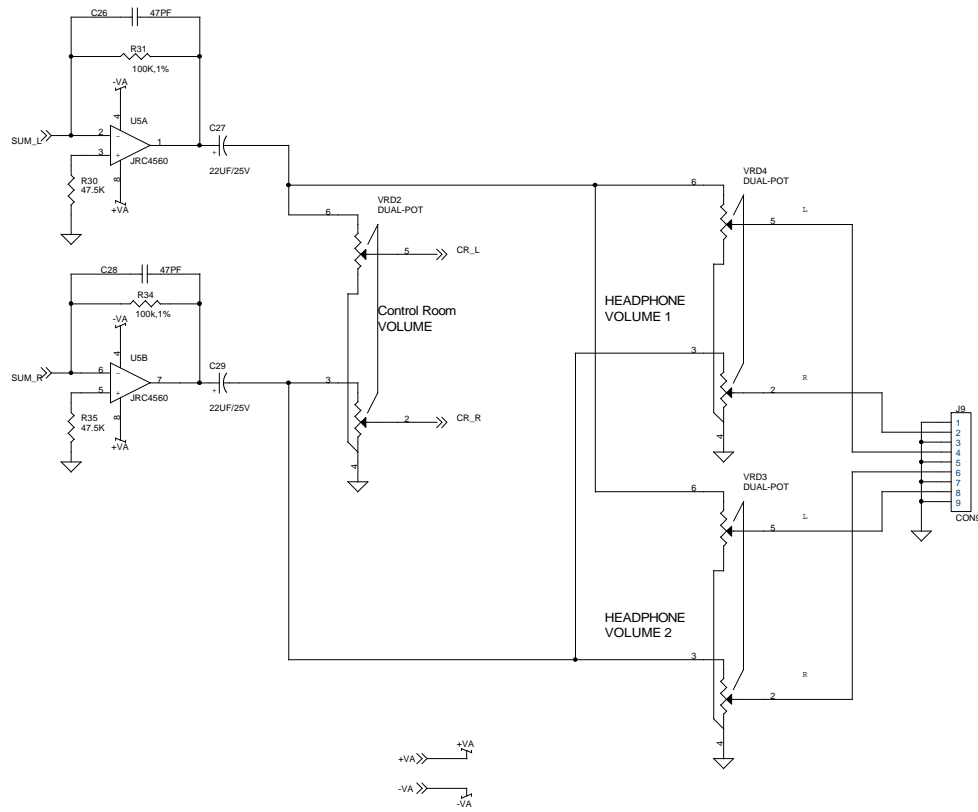 C26 47PF
R31
100K,1%
-VA
4
U5A
SUM_L
2
-
1
3
+
JRC4560
8
+VA
R30
47.5K
C27
+
22UF/25V
C28 47PF
R34
100k,1%
-VA
4
U5B
SUM_R
6
-
7
5
+
JRC4560
8
+VA
R35
47.5K
C29
+
22UF/25V
VRD2
DUAL-POT
6
5
CR_L
Control Room
VOLUME
3
2
CR_R
4
VRD4
DUAL-POT
6
5
L
HEADPHONE
VOLUME 1
3
2
R
4
VRD3
DUAL-POT
6
5
L
HEADPHONE
VOLUME 2
3
2
R
4
J9
1
2
3
4
5
6
7
8
9
CON9
+VA
+VA
-VA
-VA